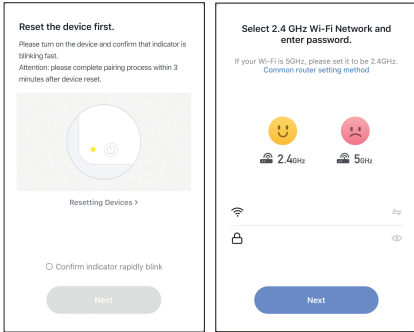 Reset the device first.
Please turn on the device and confirm that indicator is
blinking fast.
Attention: please complete pairing process within 3
minutes after device reset.
Resetting Devices >
Confirm indicator rapidly blink
Next
Select 2.4 GHz Wi-Fi Network and
enter password.
If your Wi-Fi is 5GHz, please set it to be 2.4GHz.
Common router setting method
2.4GHz
5GHz
Next